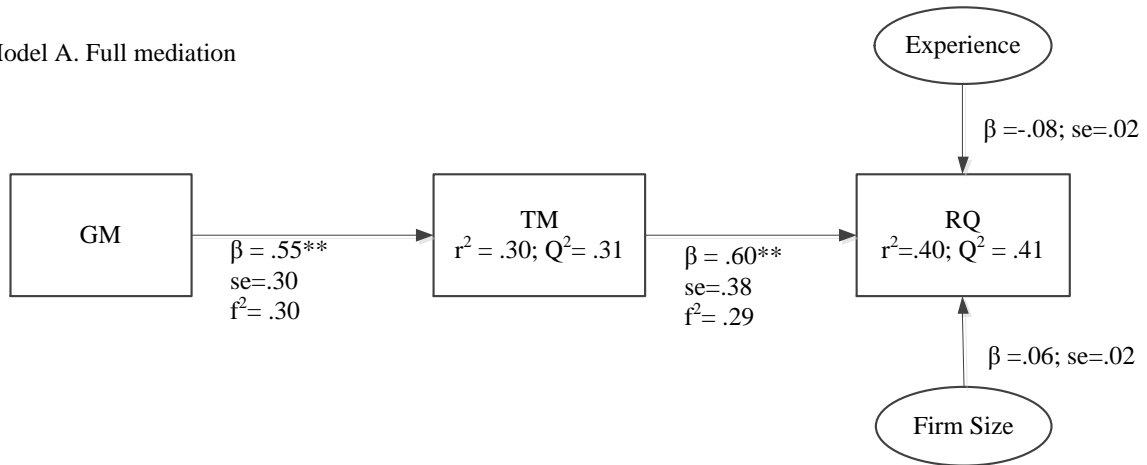 Model A. Full mediation
Experience
β =-.08; se=.02
GM
β = .55**
se=.30
f²= .30
TM
r² = .30; Q²= .31
β = .60**
se=.38
f²= .29
RQ
r²=.40; Q² = .41
β =.06; se=.02
Firm Size